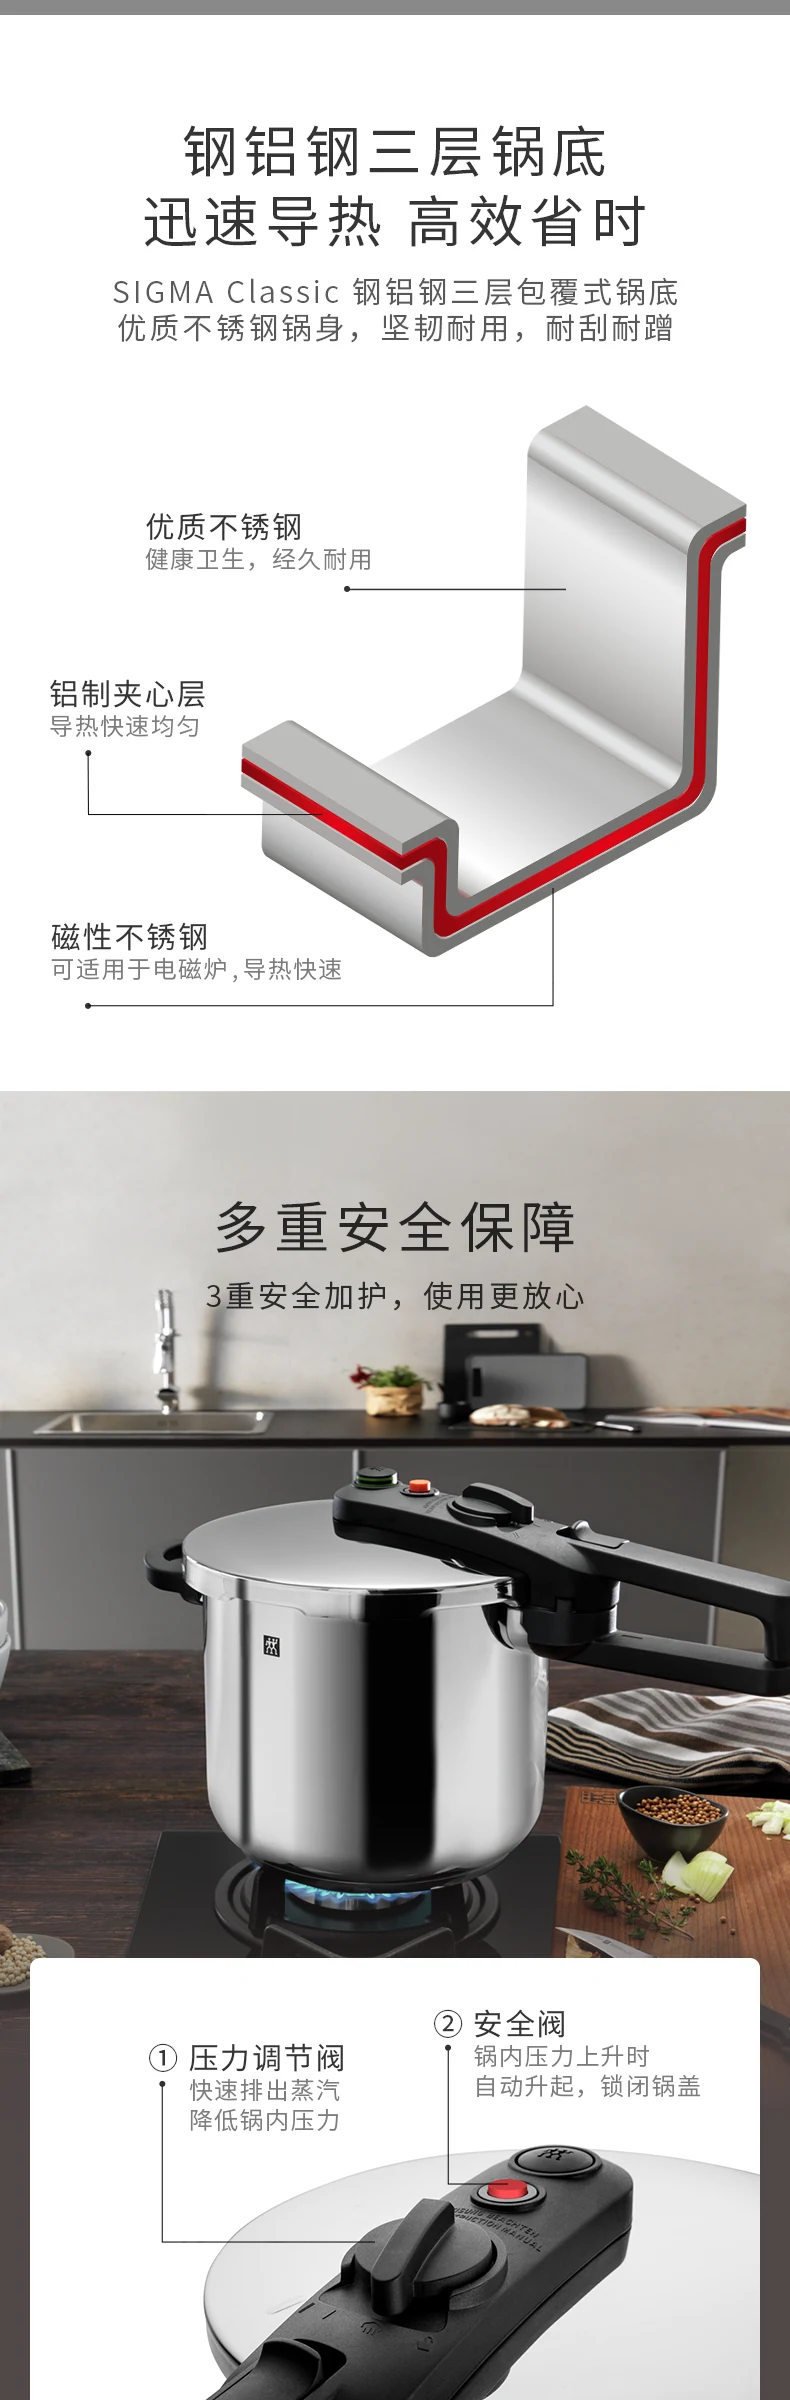 钢铝钢三层锅底
迅速导热 高效省时
SIGMA Classic 钢铝钢三层包覆式锅底
优质不锈钢锅身，坚韧耐用，耐刮耐蹭
优质不锈钢
健康卫生，经久耐用
铝制夹心层
导热快速均匀
磁性不锈钢
可适用于电磁炉,导热快速
多重安全保障
3重安全加护，使用更放心
② 安全阀
锅内压力上升时
自动升起，锁闭锅盖
① 压力调节阀
快速排出蒸汽
降低锅内压力
BEACHTEN
MANUAL